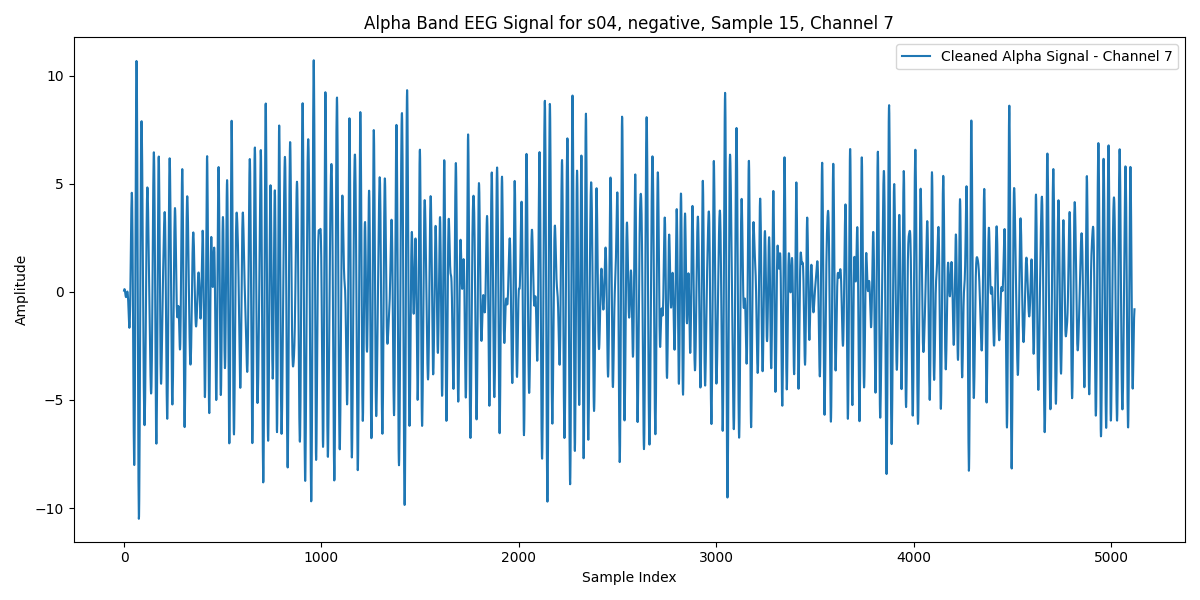 Alpha Band EEG Signal for s04, negative, Sample 15, Channel 7
Cleaned Alpha Signal - Channel 7
10
5
0
−5
−10
Amplitude
0 1000 2000 3000 4000 5000
Sample Index